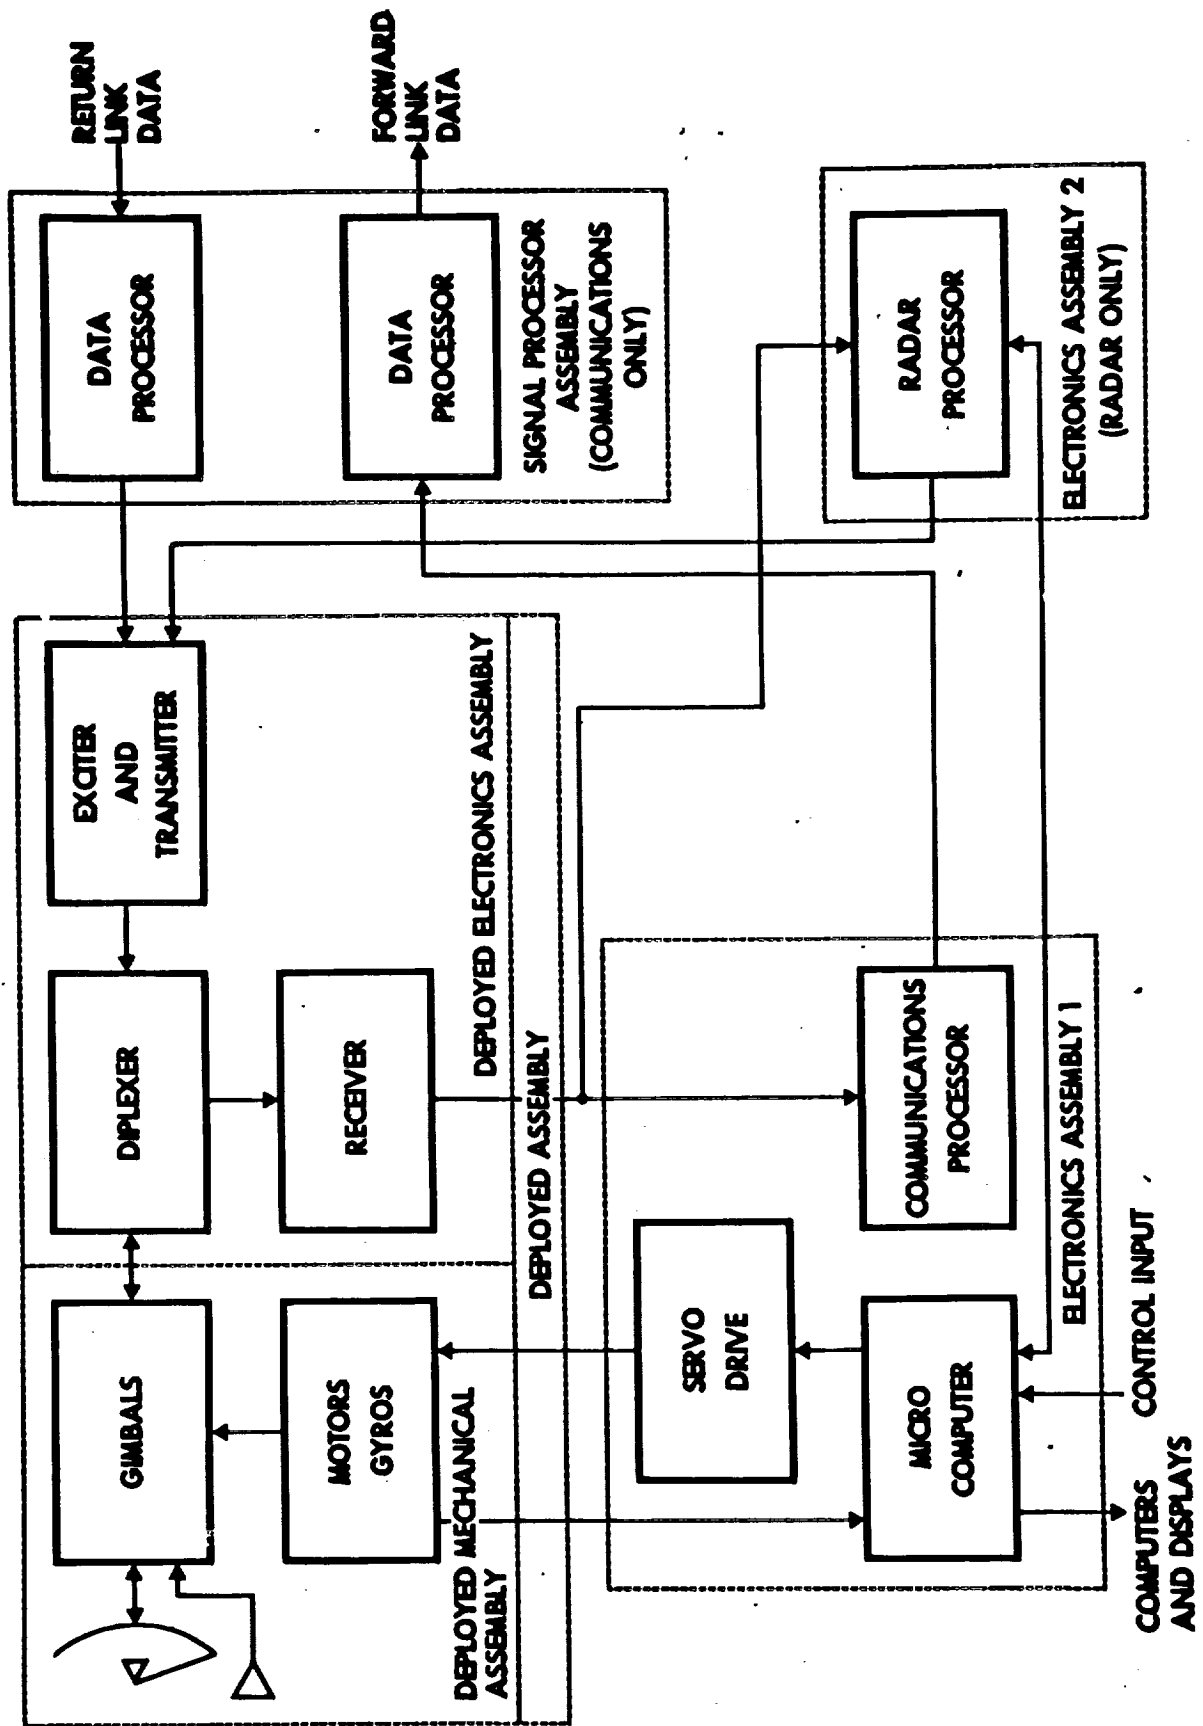 GIMBALS
DIPLEXER
EXCITER
AND
TRANSMITTER
DATA
PROCESSOR
RETURN
LINK
DATA
MOTORS
GYROS
RECEIVER
DATA
PROCESSOR
FORWARD
LINK
DATA
DEPLOYED MECHANICAL
ASSEMBLY
DEPLOYED ELECTRONICS ASSEMBLY
DEPLOYED ASSEMBLY
SIGNAL PROCESSOR
ASSEMBLY
(COMMUNICATIONS
ONLY)
SERVO
DRIVE
MICRO
COMPUTER
COMMUNICATIONS
PROCESSOR
RADAR
PROCESSOR
ELECTRONICS ASSEMBLY 1
ELECTRONICS ASSEMBLY 2
(RADAR ONLY)
COMPUTERS
AND DISPLAYS
CONTROL INPUT